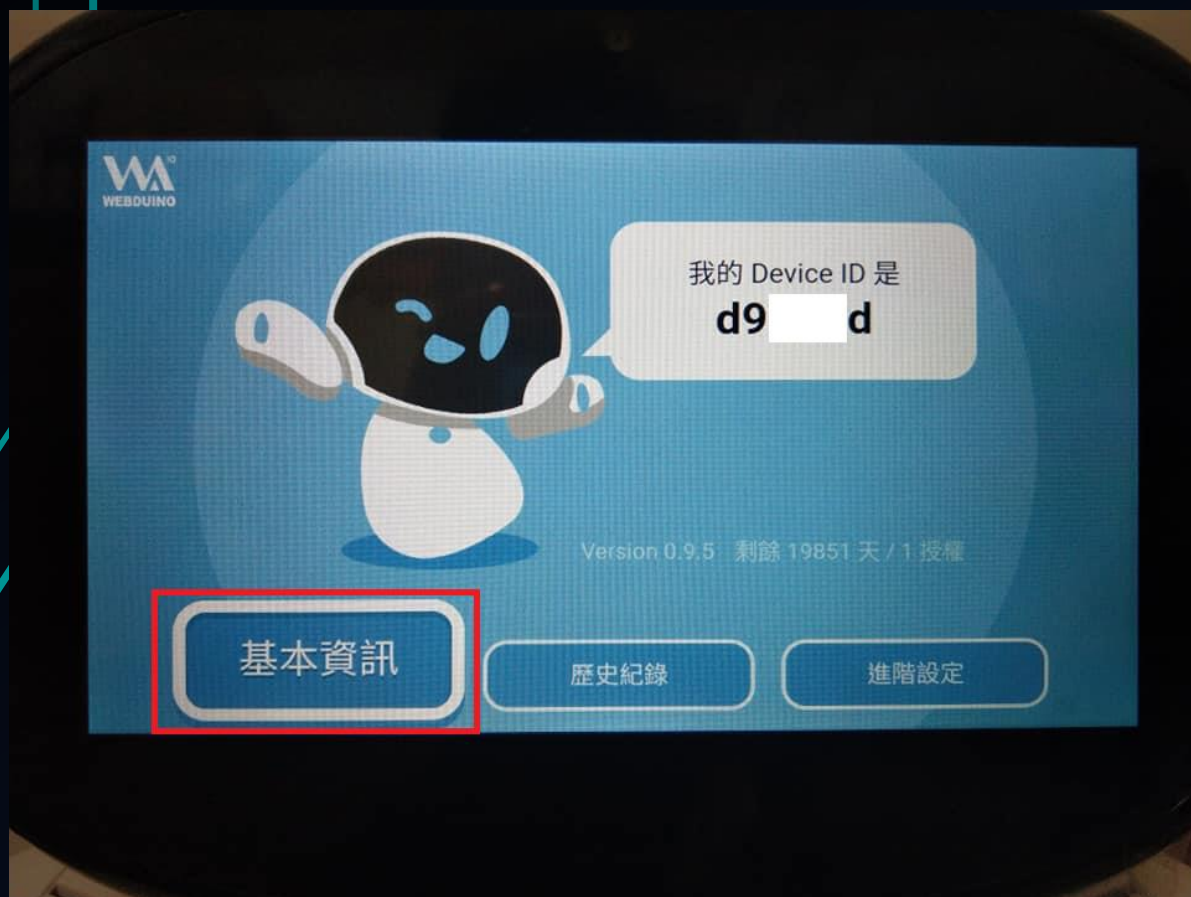 WEBDUINO
我的 Device ID 是
d9 d
Version 0.9.5 剩餘 19851 天 / 1 授權
基本資訊
歷史紀錄
進階設定